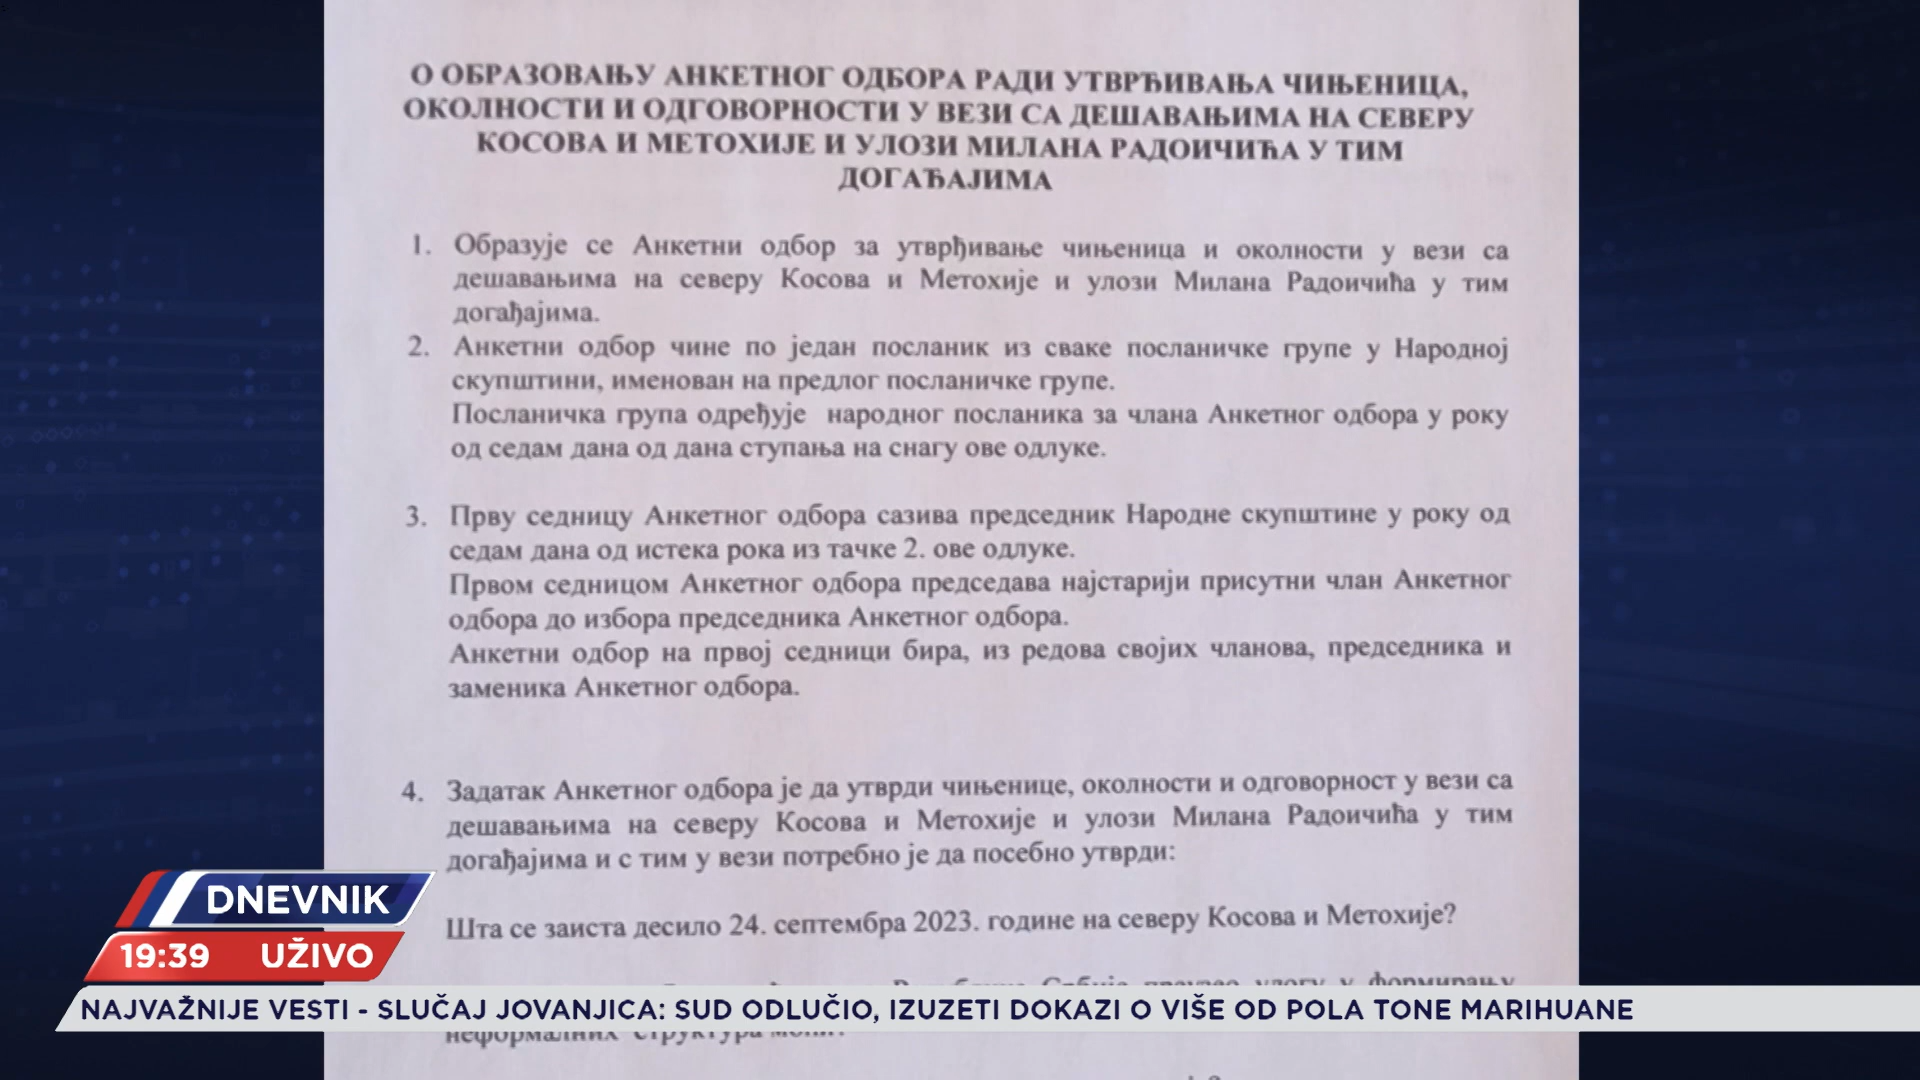 О ОБРАЗОВАЊУ АНКЕТНОГ ОДБОРА РАДИ УТВРЂИВАЊА ЧИЊЕНИЦА,
ОКОЛНОСТИ И ОДГОВОРНОСТИ У ВЕЗИ СА ДЕШАВАЊИМА НА СЕВЕРУ
КОСОВА И МЕТОХИЈЕ И УЛОЗИ МИЛАНА РАДОИЧИЋА У ТИМ
ДОГАЂАЈИМА
1. Образује се Анкетни одбор за утврђивање чињеница и околности у вези са
дешавањима на северу Косова и Метохије и улози Милана Радоичића у тим
догађајима.
2. Анкетни одбор чине по један посланик из сваке посланичке групе у Народној
скупштини, именован на предлог посланичке групе.
Посланичка група одређује народног посланика за члана Анкетног одбора у року
од седам дана од дана ступања на снагу ове одлуке.
3. Прву седницу Анкетног одбора сазива председник Народне скупштине у року од
седам дана од истека рока из тачке 2. ове одлуке.
Првом седницом Анкетног одбора председава најстарији присутни члан Анкетног
одбора до избора председника Анкетног одбора.
Анкетни одбор на првој седници бира, из редова својих чланова, председника и
заменика Анкетног одбора.
4. Задатак Анкетног одбора је да утврди чињенице, околности и одговорност у вези са
дешавањима на северу Косова и Метохије и улози Милана Радоичића у тим
догађајима и с тим у вези потребно је да посебно утврди:
Шта се заиста десило 24. септембра 2023. године на северу Косова и Метохије?
DNEVNIK
19:39 UŽIVO
NAJVAŽNIJE VESTI - SLUČAJ JOVANJICA: SUD ODLUČIO, IZUZETI DOKAZI O VIŠE OD POLA TONE MARIHUANE